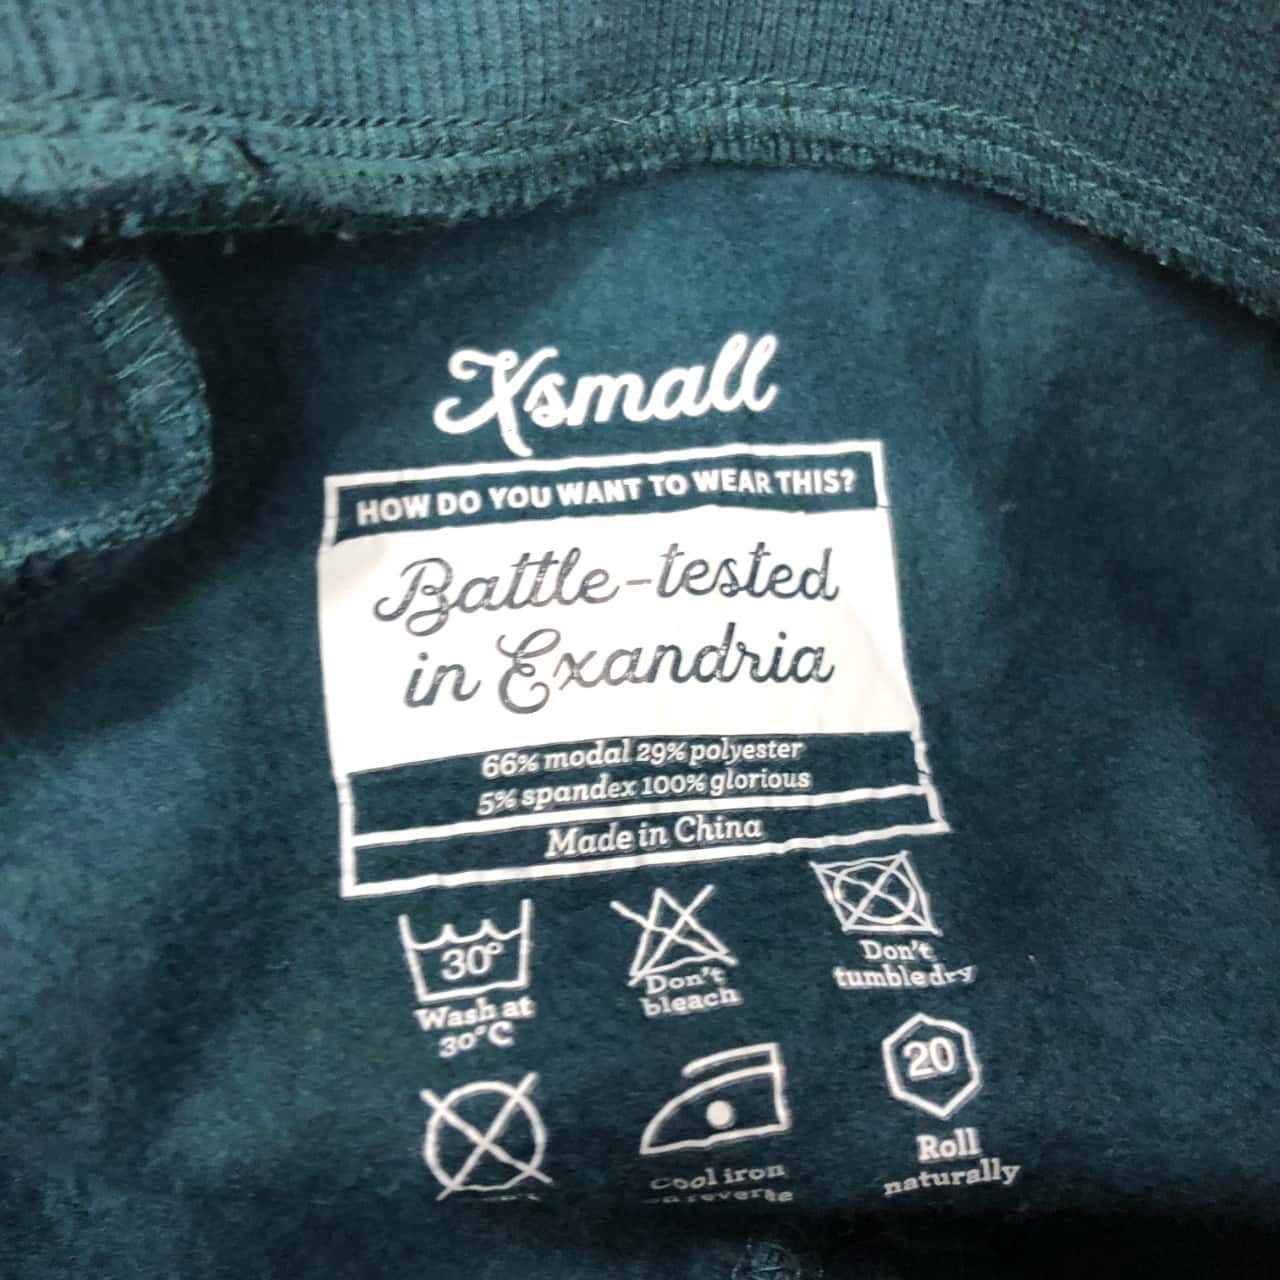 Xsmall
HOW DO YOU WANT TO WEAR THIS?
Battle-tested
in Exandria
66% modal 29% polyester
5% spandex 100% glorious
Made in China
30°
Wash at
30°C
Don't
bleach
Don't
tumble dry
Cool iron
reverse
20
Roll
naturally